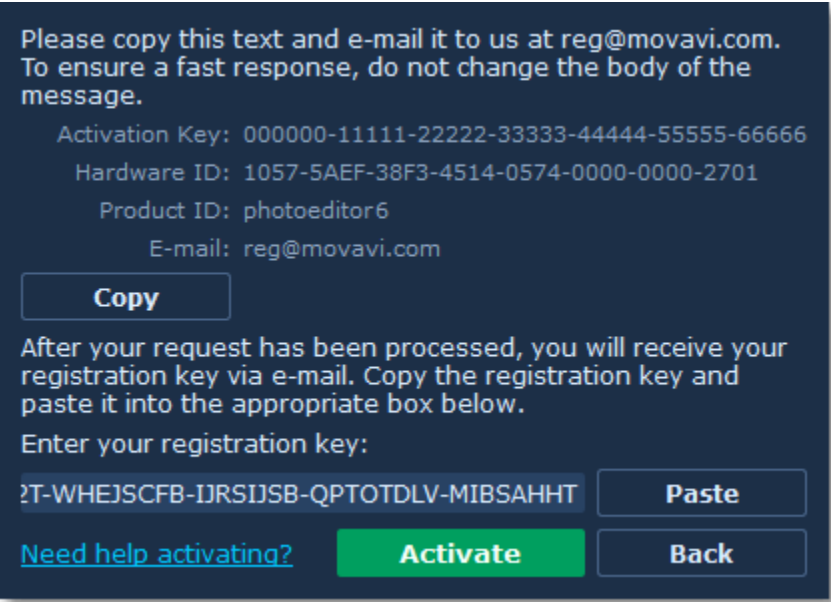 Please copy this text and e-mail it to us at reg@movavi.com.
To ensure a fast response, do not change the body of the
message.
Activation Key: 000000-11111-22222-33333-44444-55555-66666
Hardware ID: 1057-5AEF-38F3-4514-0574-0000-0000-2701
Product ID: photoeditor6
E-mail: reg@movavi.com
Copy
After your request has been processed, you will receive your
registration key via e-mail. Copy the registration key and
paste it into the appropriate box below.
Enter your registration key:
2T-WHEJSCFB-IJRSIJSB-QPTOTDLV-MIBSAHHT Paste
Need help activating? Activate Back